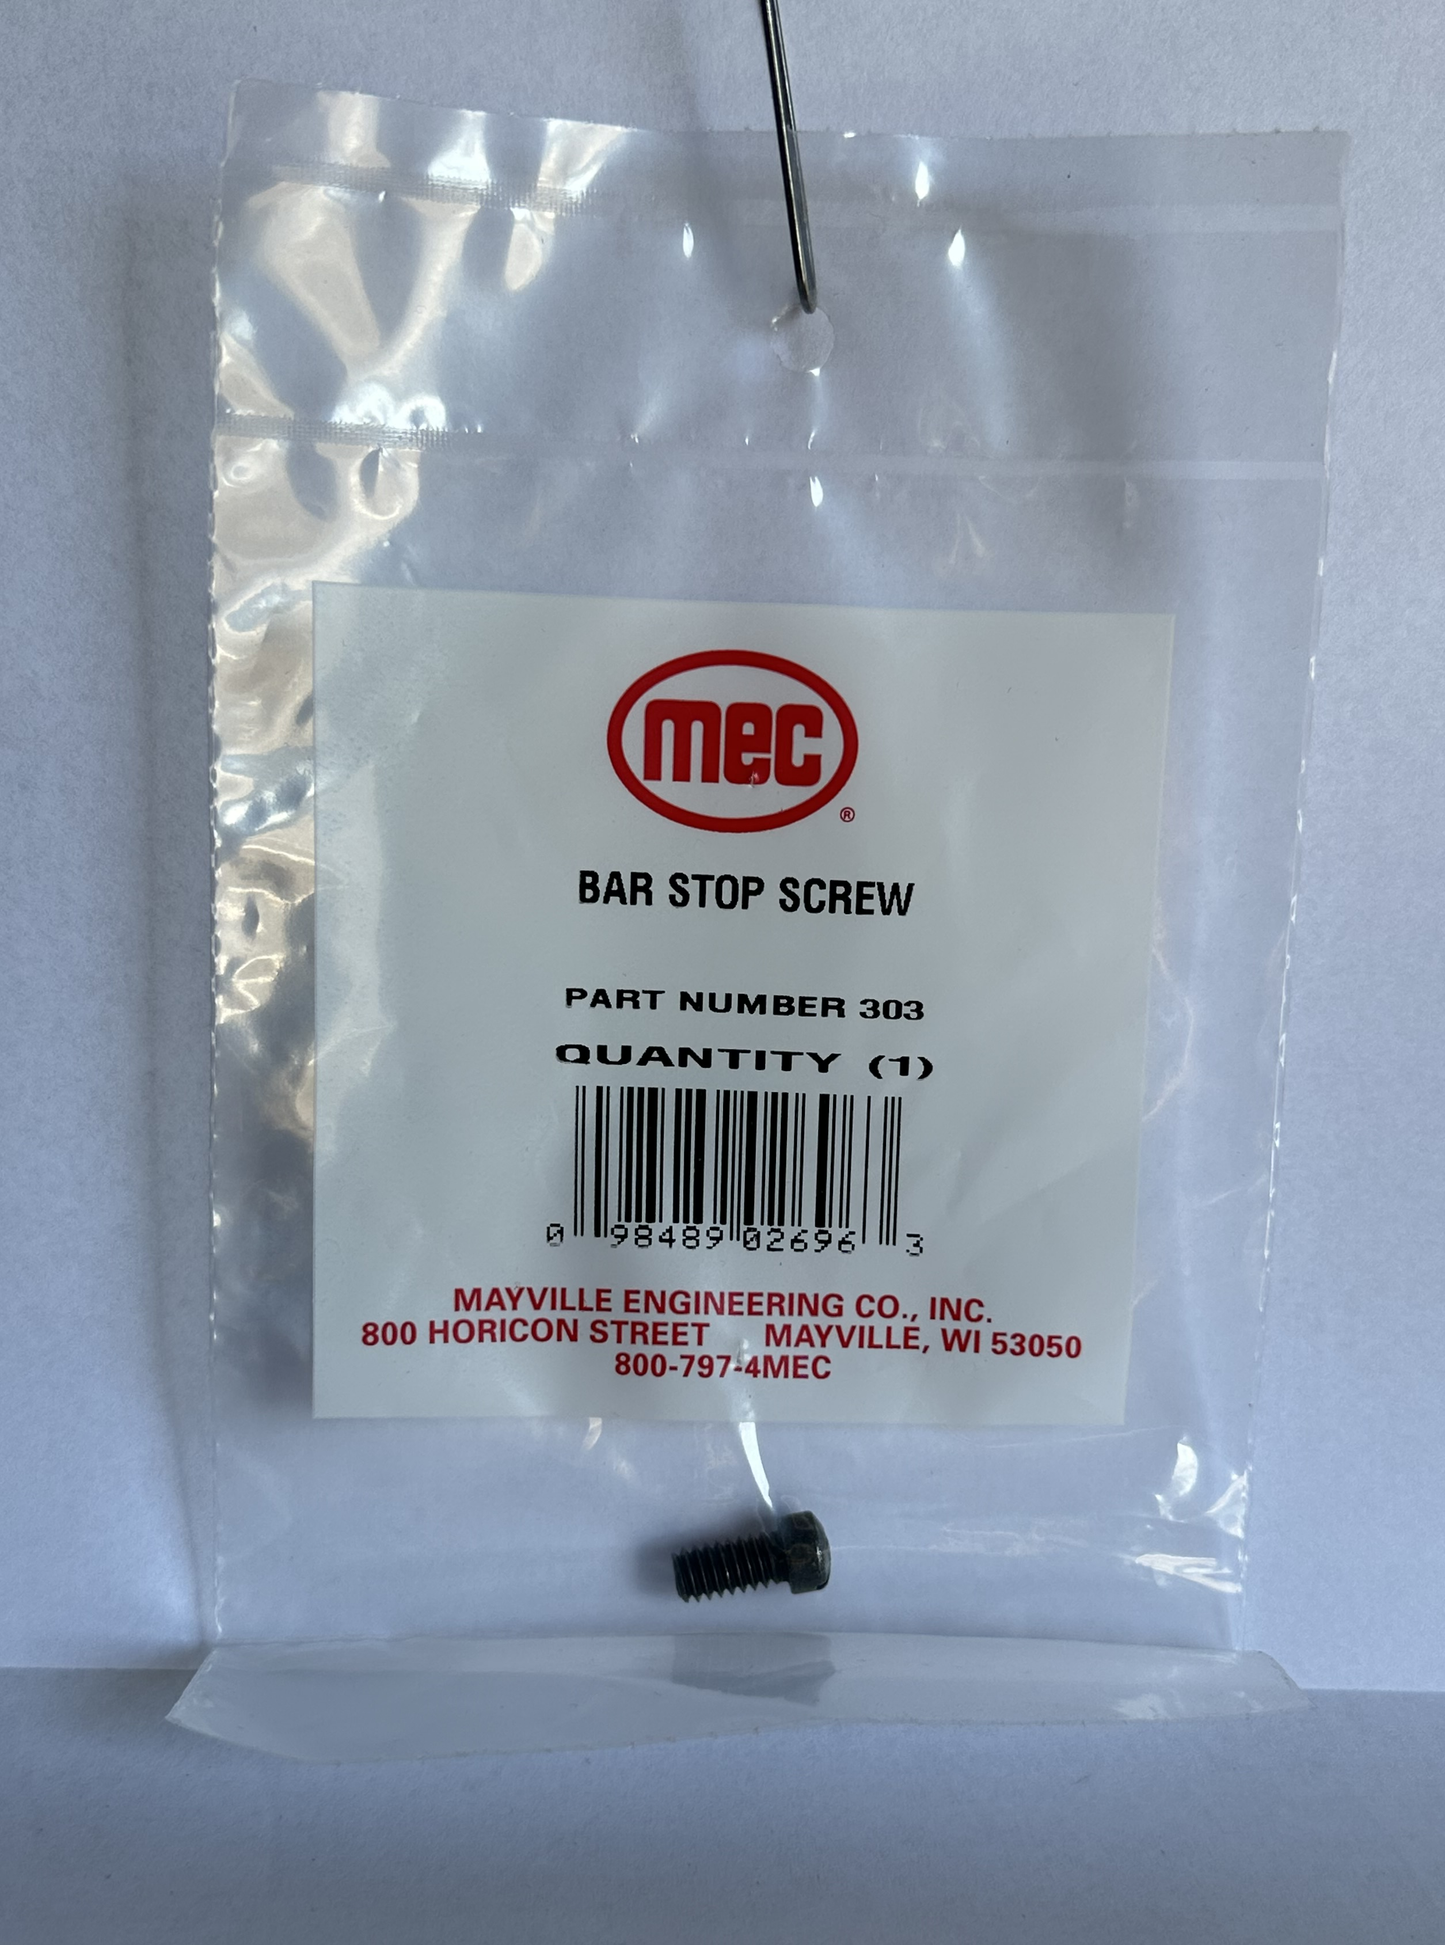 mec
®
BAR STOP SCREW
PART NUMBER 303
QUANTITY (1)
0 98489 02696 3
MAYVILLE ENGINEERING CO., INC.
800 HORICON STREET MAYVILLE, WI 53050
800-797-4MEC